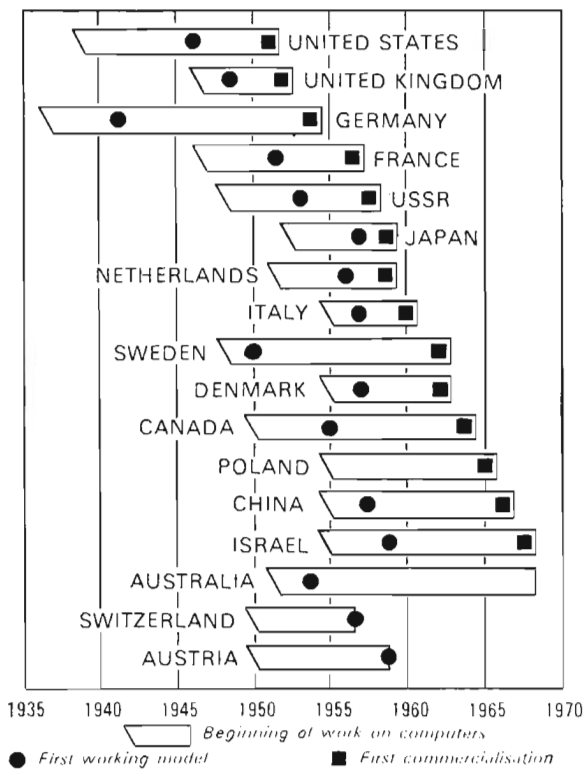 UNITED STATES
UNITED KINGDOM
GERMANY
FRANCE
USSR
JAPAN
NETHERLANDS
ITALY
SWEDEN
DENMARK
CANADA
POLAND
CHINA
ISRAEL
AUSTRALIA
SWITZERLAND
AUSTRIA
1935 1940 1945 1950 1955 1960 1965 1970
Beginning of work on computers
First working model First commercialisation